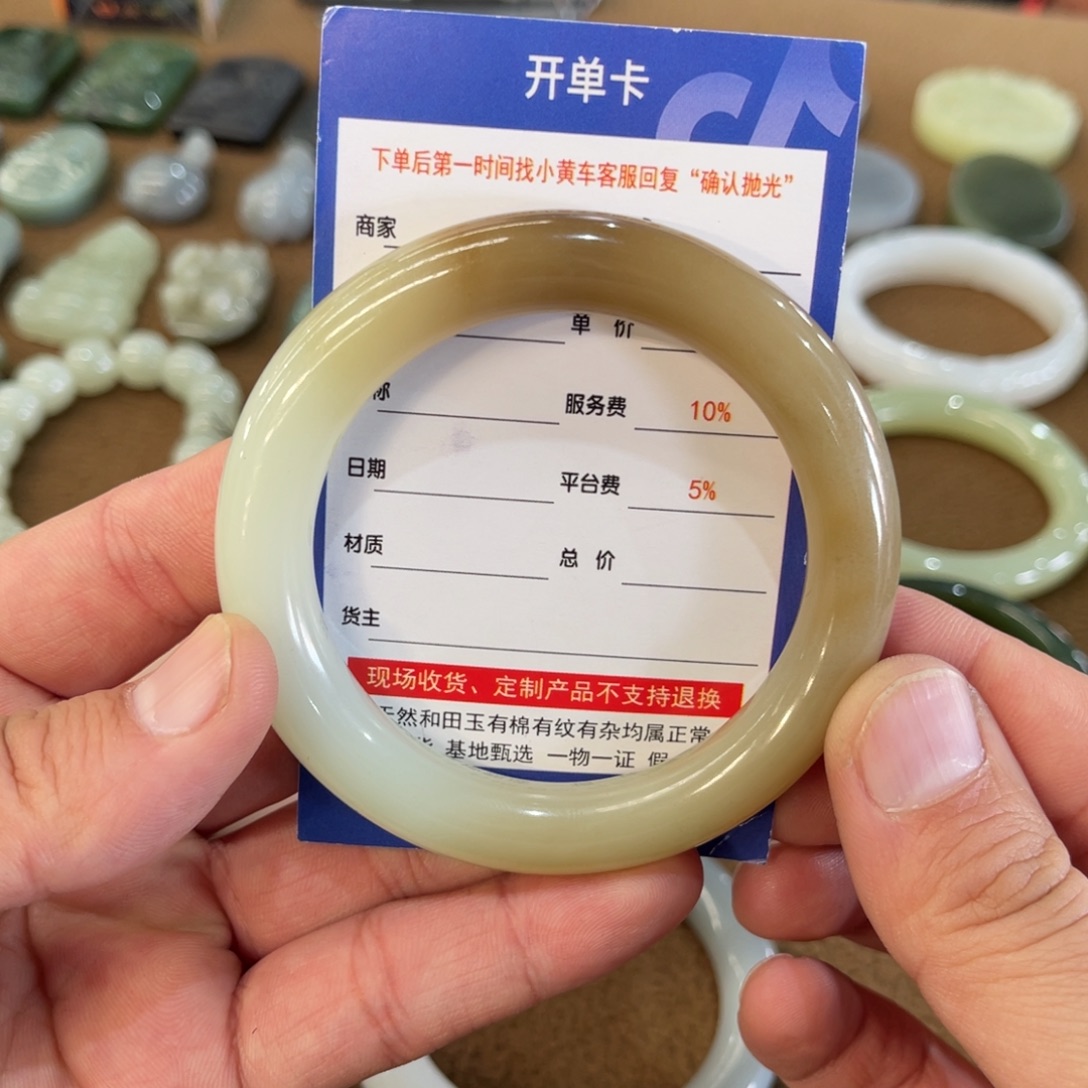 开单卡
下单后第一时间找小黄车客服回复“确认抛光”
商家
单 价
称 服务费 10%
日期 平台费 5%
材质 总 价
货主
现场收货、定制产品不支持退换
天然和田玉有棉有纹有杂均属正常
基地甄选 一物一证 假